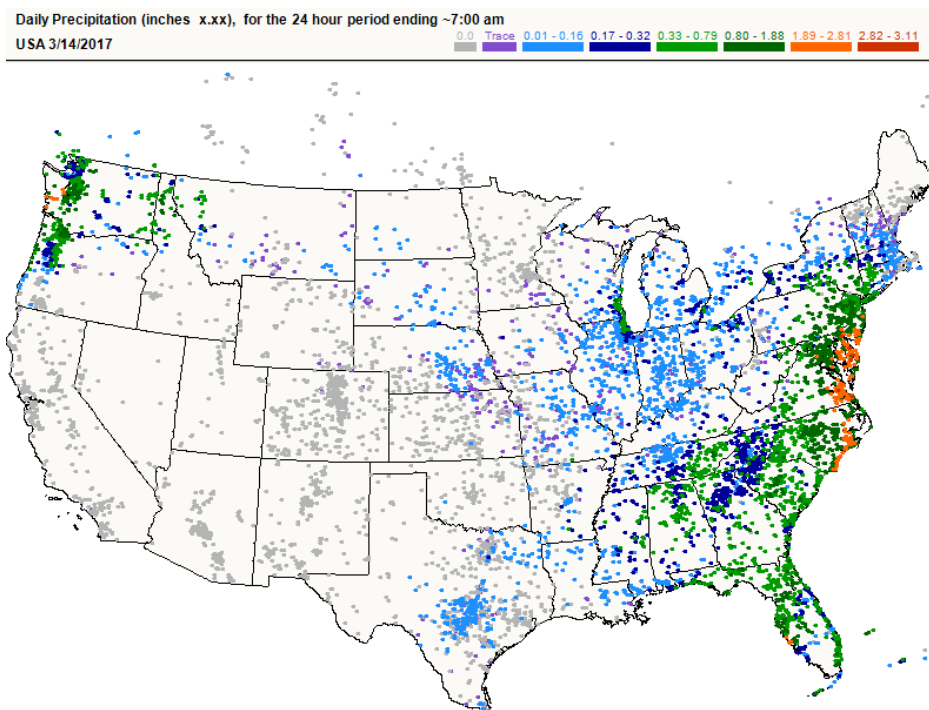 Daily Precipitation (inches x.xx), for the 24 hour period ending ~7:00 am
USA 3/14/2017
0.0 Trace 0.01 - 0.16 0.17 - 0.32 0.33 - 0.79 0.80 - 1.88 1.89 - 2.81 2.82 - 3.11